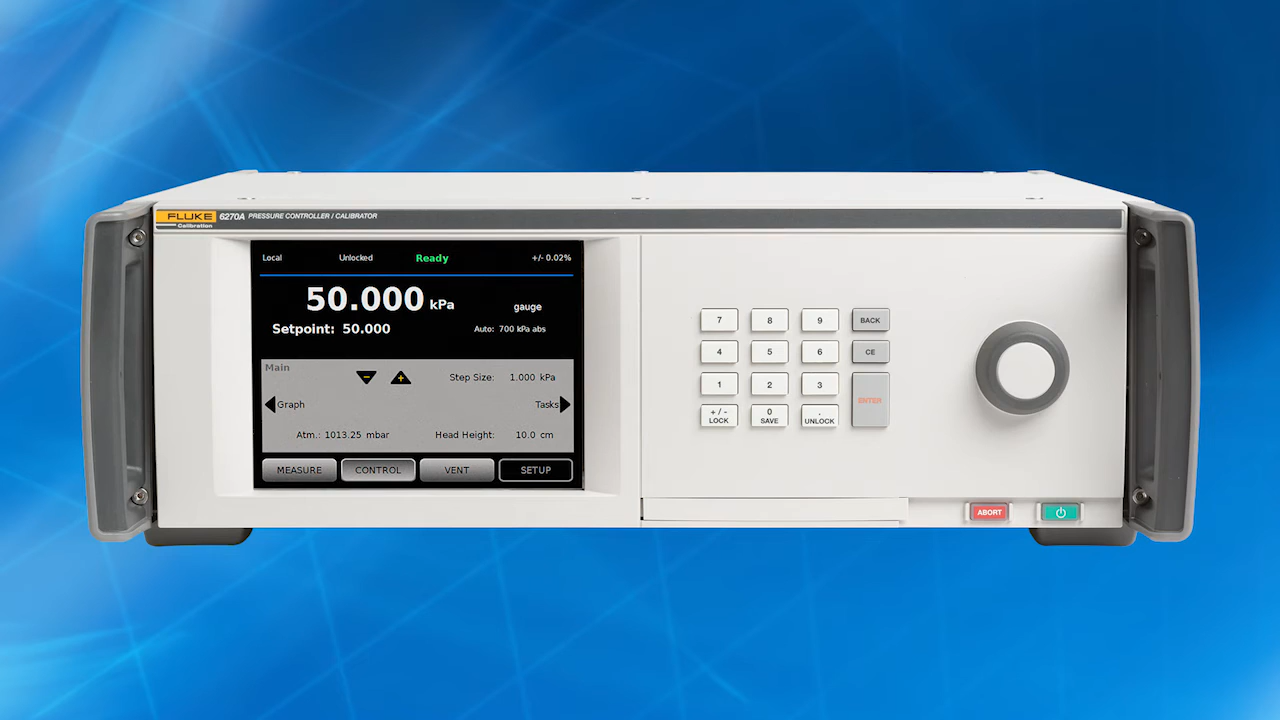 FLUKE 6270A PRESSURE CONTROLLER / CALIBRATOR
Calibration
Local Unlocked Ready +/- 0.02%
50.000 kPa gauge
Setpoint: 50.000 Auto: 700 kPa abs
Main
- + Step Size: 1.000 kPa
Graph Tasks
Atm.: 1013.25 mbar Head Height: 10.0 cm
MEASURE CONTROL VENT SETUP
7 8 9 BACK
4 5 6 CE
1 2 3 ENTER
+ / - 0 .
LOCK SAVE UNLOCK
ABORT